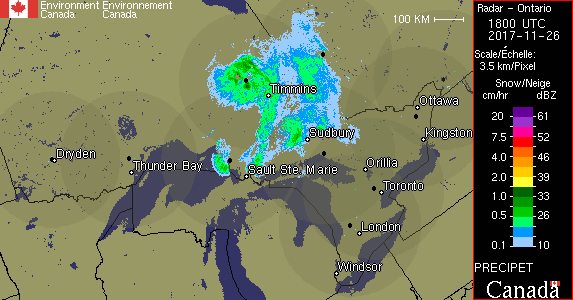 Environment Environnement
Canada Canada
100 KM
Timmins
Ottawa
Sudbury
Kingston
Dryden
Thunder Bay
Sault Ste. Marie
Orillia
Toronto
London
Windsor
Radar - Ontario
1800 UTC
2017-11-26
Scale/Échelle:
3.5 km/Pixel
Snow/Neige
cm/hr dBZ
20 61
7.5 52
4.0 46
2.0 39
1.0 33
0.5 26
0.1 10
PRECIPET
Canada